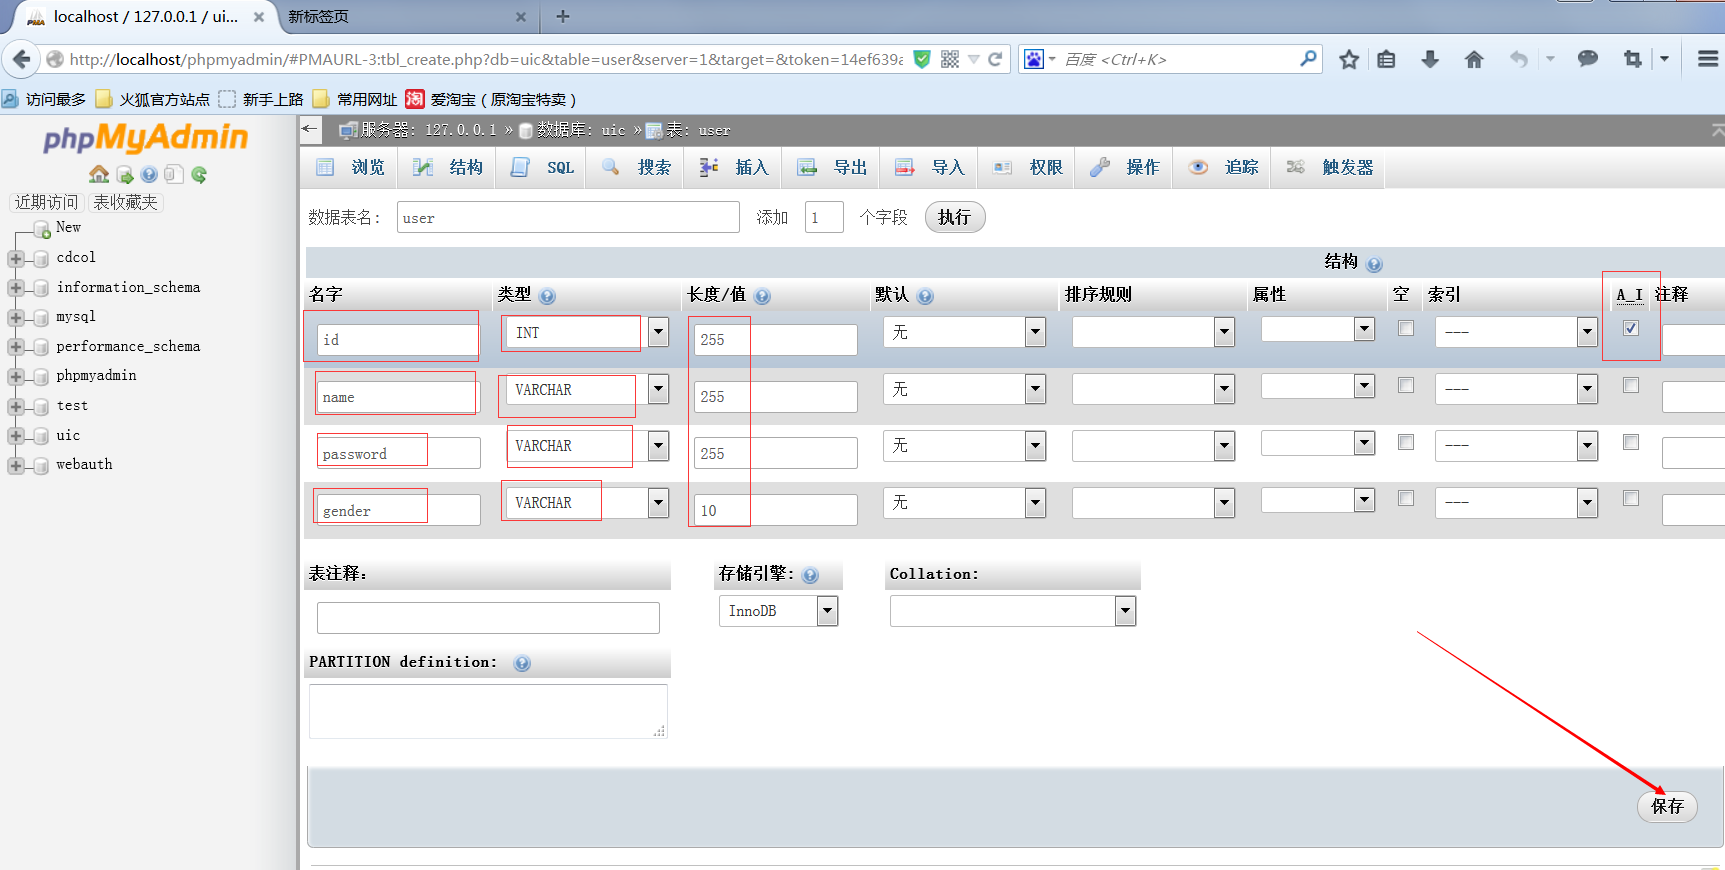 localhost / 127.0.0.1 / ui...
新标签页
http://localhost/phpmyadmin/#PMAURL-3:tbl_create.php?db=uic&table=user&server=1&target=&token=14ef639a
百度 <Ctrl+K>
访问最多 火狐官方站点 新手上路 常用网址 淘 爱淘宝（原淘宝特卖）
phpMyAdmin
近期访问 表收藏夹
New
cdcol
information_schema
mysql
performance_schema
phpmyadmin
test
uic
webauth
服务器: 127.0.0.1 » 数据库: uic » 表: user
浏览 结构 SQL 搜索 插入 导出 导入 权限 操作 追踪 触发器
数据表名: user 添加 1 个字段 执行
结构
名字 类型 长度/值 默认 排序规则 属性 空 索引 A_I 注释
id INT 255 无 ---
name VARCHAR 255 无 ---
password VARCHAR 255 无 ---
gender VARCHAR 10 无 ---
表注释: 存储引擎: Collation:
InnoDB
PARTITION definition:
保存